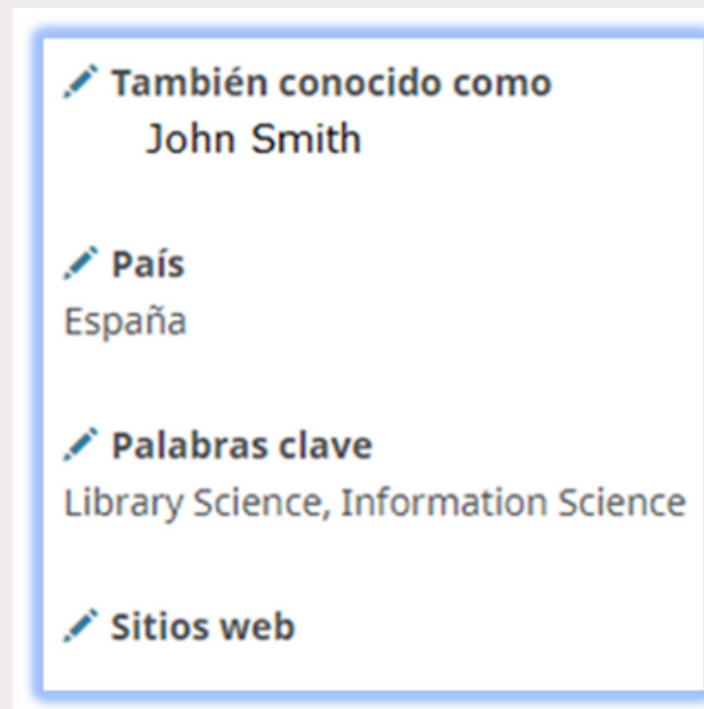 También conocido como
John Smith
País
España
Palabras clave
Library Science, Information Science
Sitios web